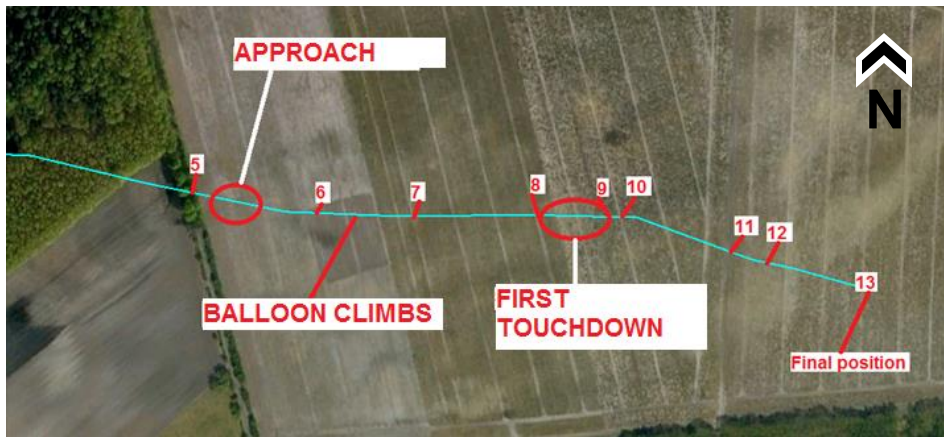 APPROACH
N
5
6
7
8
9
10
11
12
13
BALLOON CLIMBS
FIRST
TOUCHDOWN
Final position